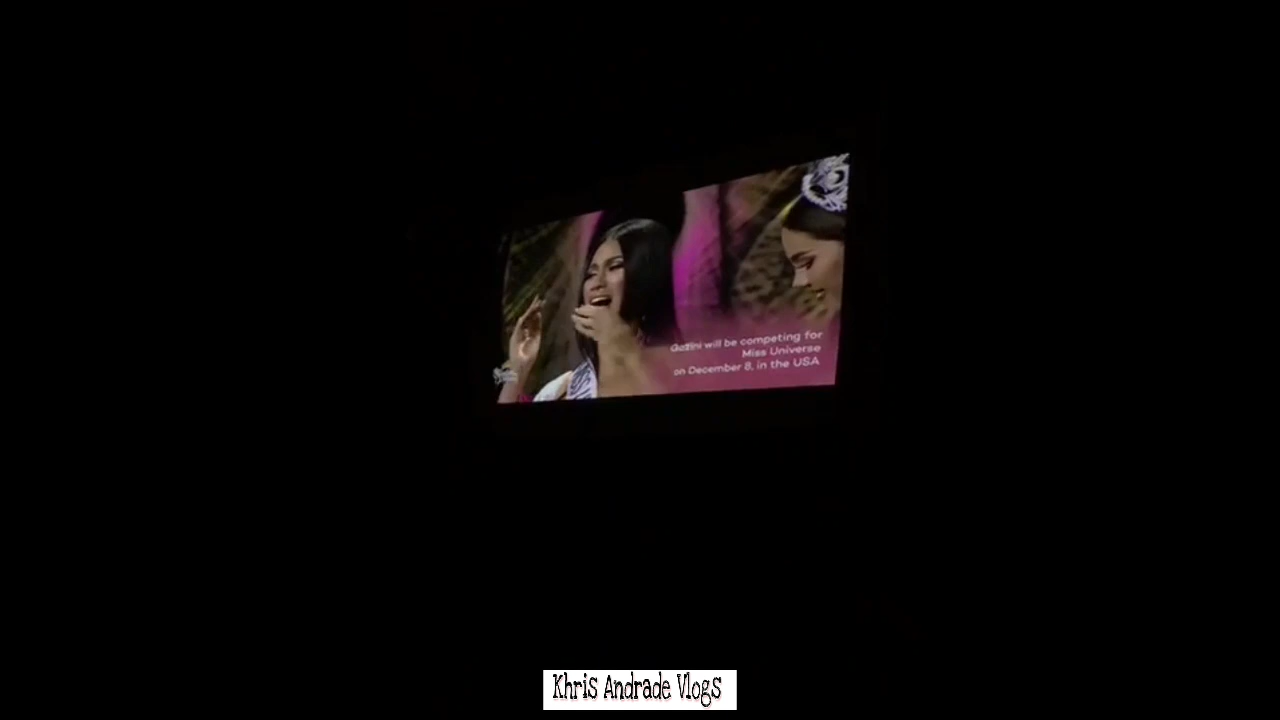 Gazini will be competing for
Miss Universe
on December 8, in the USA
Khris Andrade Vlogs